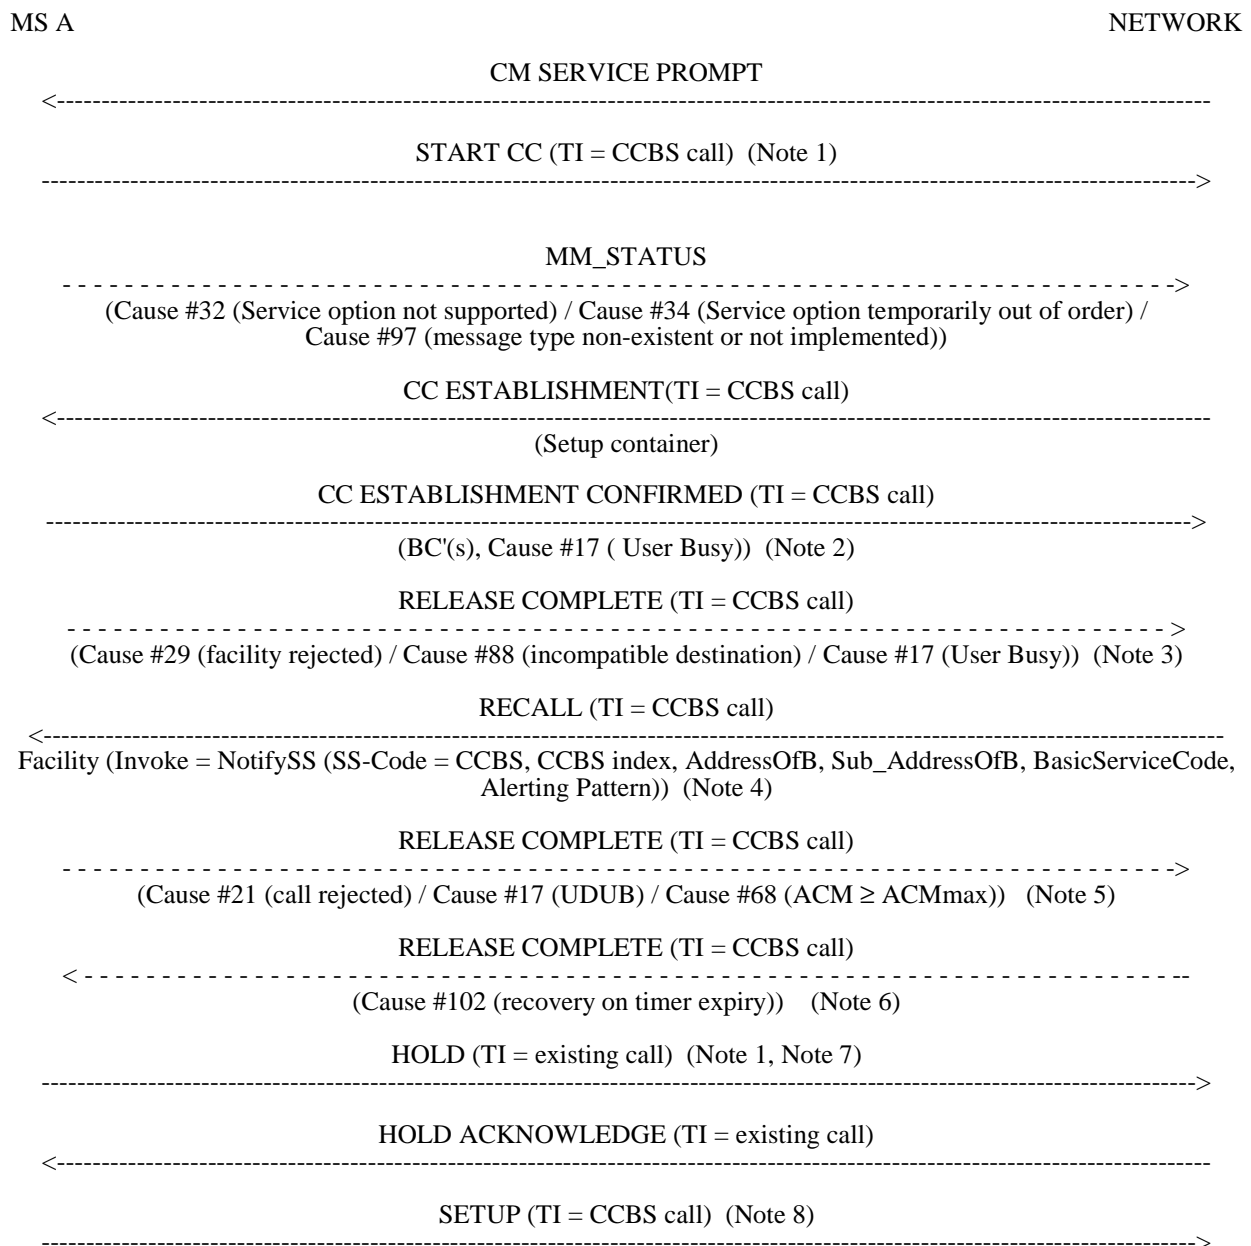 MS A NETWORK
CM SERVICE PROMPT
<------------------------------------------------------------------------------------------------------------------------------------
START CC (TI = CCBS call) (Note 1)
------------------------------------------------------------------------------------------------------------------------------------>
MM_STATUS
- - - - - - - - - - - - - - - - - - - - - - - - - - - - - - - - - - - - - - - - - - - - - - - - - - - - - - - - - - - - - - - - - - - - - - - ->
(Cause #32 (Service option not supported) / Cause #34 (Service option temporarily out of order) /
Cause #97 (message type non-existent or not implemented))
CC ESTABLISHMENT(TI = CCBS call)
<------------------------------------------------------------------------------------------------------------------------------------
(Setup container)
CC ESTABLISHMENT CONFIRMED (TI = CCBS call)
----------------------------------------------------------------------------------------------------------------------------------->
(BC'(s), Cause #17 ( User Busy)) (Note 2)
RELEASE COMPLETE (TI = CCBS call)
- - - - - - - - - - - - - - - - - - - - - - - - - - - - - - - - - - - - - - - - - - - - - - - - - - - - - - - - - - - - - - - - - - - - - - - >
(Cause #29 (facility rejected) / Cause #88 (incompatible destination) / Cause #17 (User Busy)) (Note 3)
RECALL (TI = CCBS call)
<---------------------------------------------------------------------------------------------------------------------------------------
Facility (Invoke = NotifySS (SS-Code = CCBS, CCBS index, AddressOfB, Sub_AddressOfB, BasicServiceCode,
Alerting Pattern)) (Note 4)
RELEASE COMPLETE (TI = CCBS call)
- - - - - - - - - - - - - - - - - - - - - - - - - - - - - - - - - - - - - - - - - - - - - - - - - - - - - - - - - - - - - - - - - - - - - - - ->
(Cause #21 (call rejected) / Cause #17 (UDUB) / Cause #68 (ACM ≥ ACMmax)) (Note 5)
RELEASE COMPLETE (TI = CCBS call)
< - - - - - - - - - - - - - - - - - - - - - - - - - - - - - - - - - - - - - - - - - - - - - - - - - - - - - - - - - - - - - - - - - - - - - - --
(Cause #102 (recovery on timer expiry)) (Note 6)
HOLD (TI = existing call) (Note 1, Note 7)
------------------------------------------------------------------------------------------------------------------------------------>
HOLD ACKNOWLEDGE (TI = existing call)
<------------------------------------------------------------------------------------------------------------------------------------
SETUP (TI = CCBS call) (Note 8)
------------------------------------------------------------------------------------------------------------------------------------>